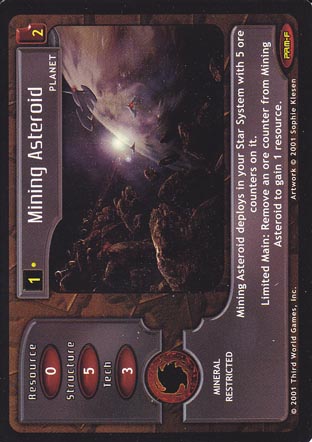 1
Mining Asteroid
PLANET
2
Resource
0
Structure
5
Tech
3
MINERAL
RESTRICTED
Mining Asteroid deploys in your Star System with 5 ore
counters on it.
Limited Main: Remove an ore counter from Mining
Asteroid to gain 1 resource.
PRM-F
© 2001 Third World Games, Inc.
Artwork © 2001 Sophie Klesen